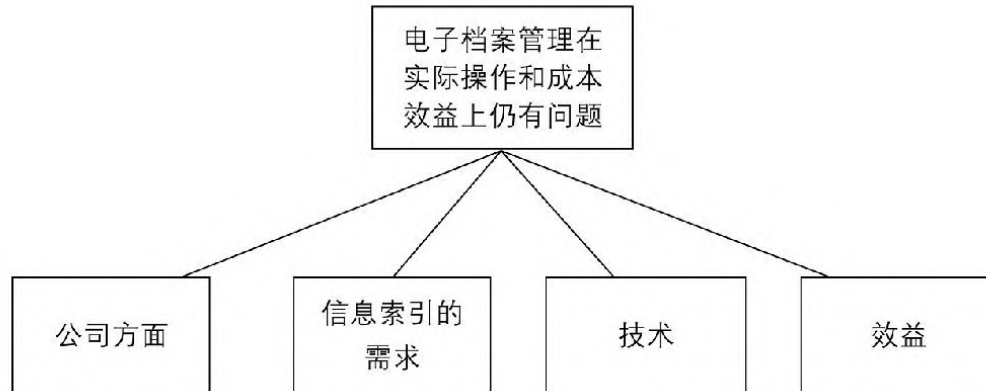 电子档案管理在
实际操作和成本
效益上仍有问题
公司方面
信息索引的
需求
技术
效益